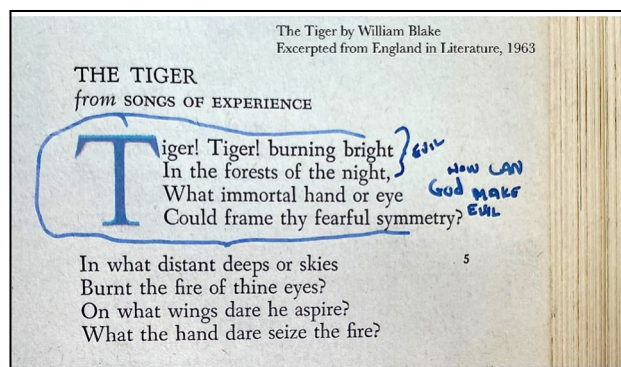 The Tiger by William Blake
Excerpted from England in Literature, 1963
THE TIGER
from SONGS OF EXPERIENCE
Tiger! Tiger! burning bright
In the forests of the night,
What immortal hand or eye
Could frame thy fearful symmetry?
EVIL
HOW CAN
God MAKE
EVIL
In what distant deeps or skies
5
Burnt the fire of thine eyes?
On what wings dare he aspire?
What the hand dare seize the fire?